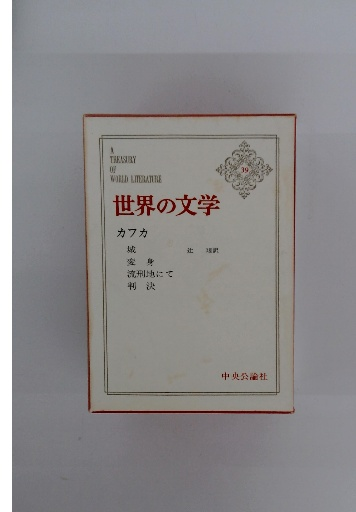 A
TREASURY
OF
WORLD LITERATURE
39
世界の文学
カフカ
城
辻 瑆訳
変身
流刑地にて
判決
中央公論社